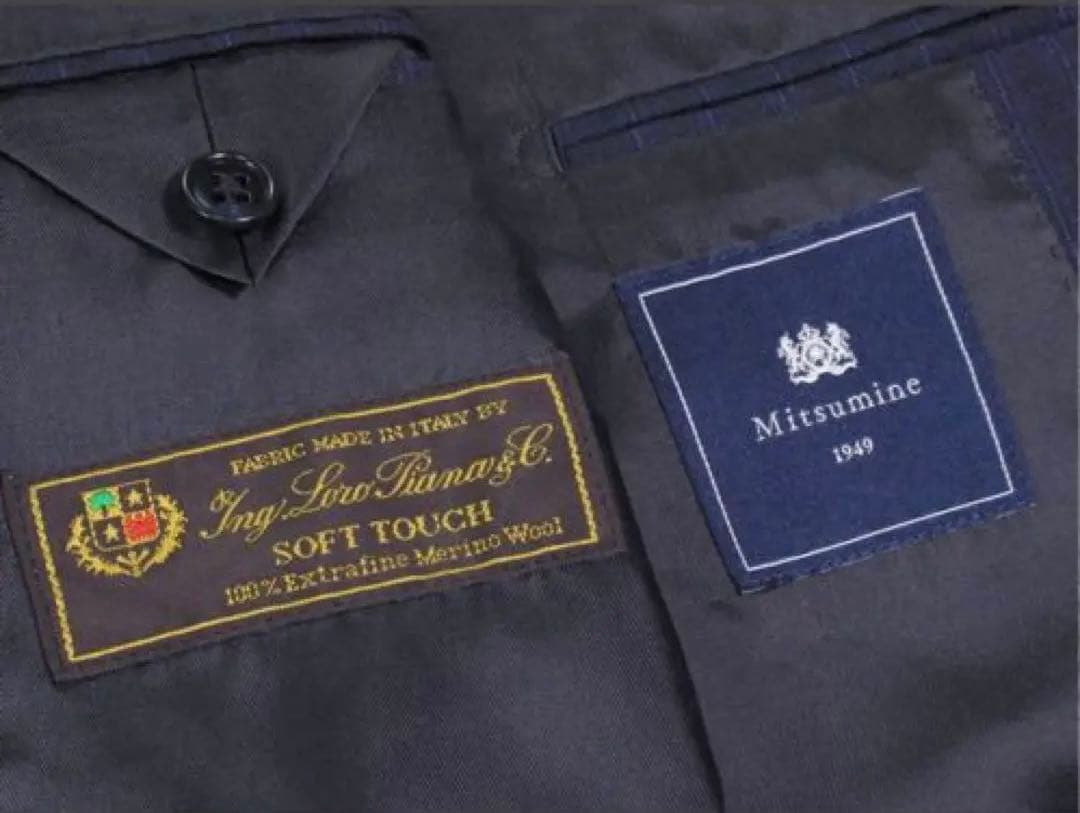 FABRIC MADE IN ITALY BY
Ing. Loro Piana & C.
SOFT TOUCH
100% Extrafine Merino Wool
Mitsumine
1949